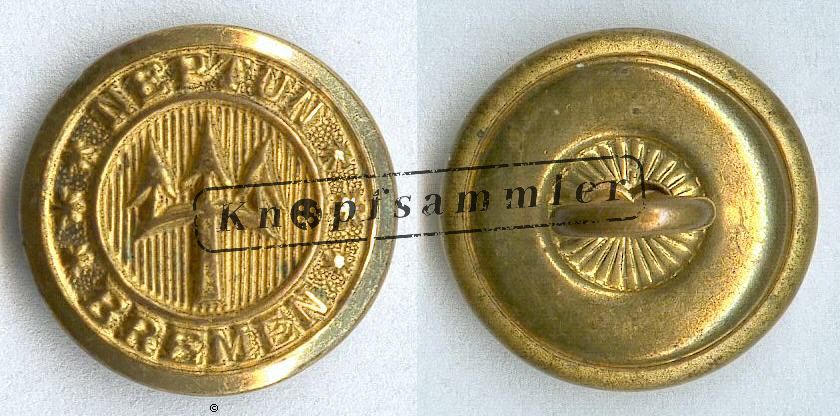 NEPTUN
BREMEN
Knopfsammler
©